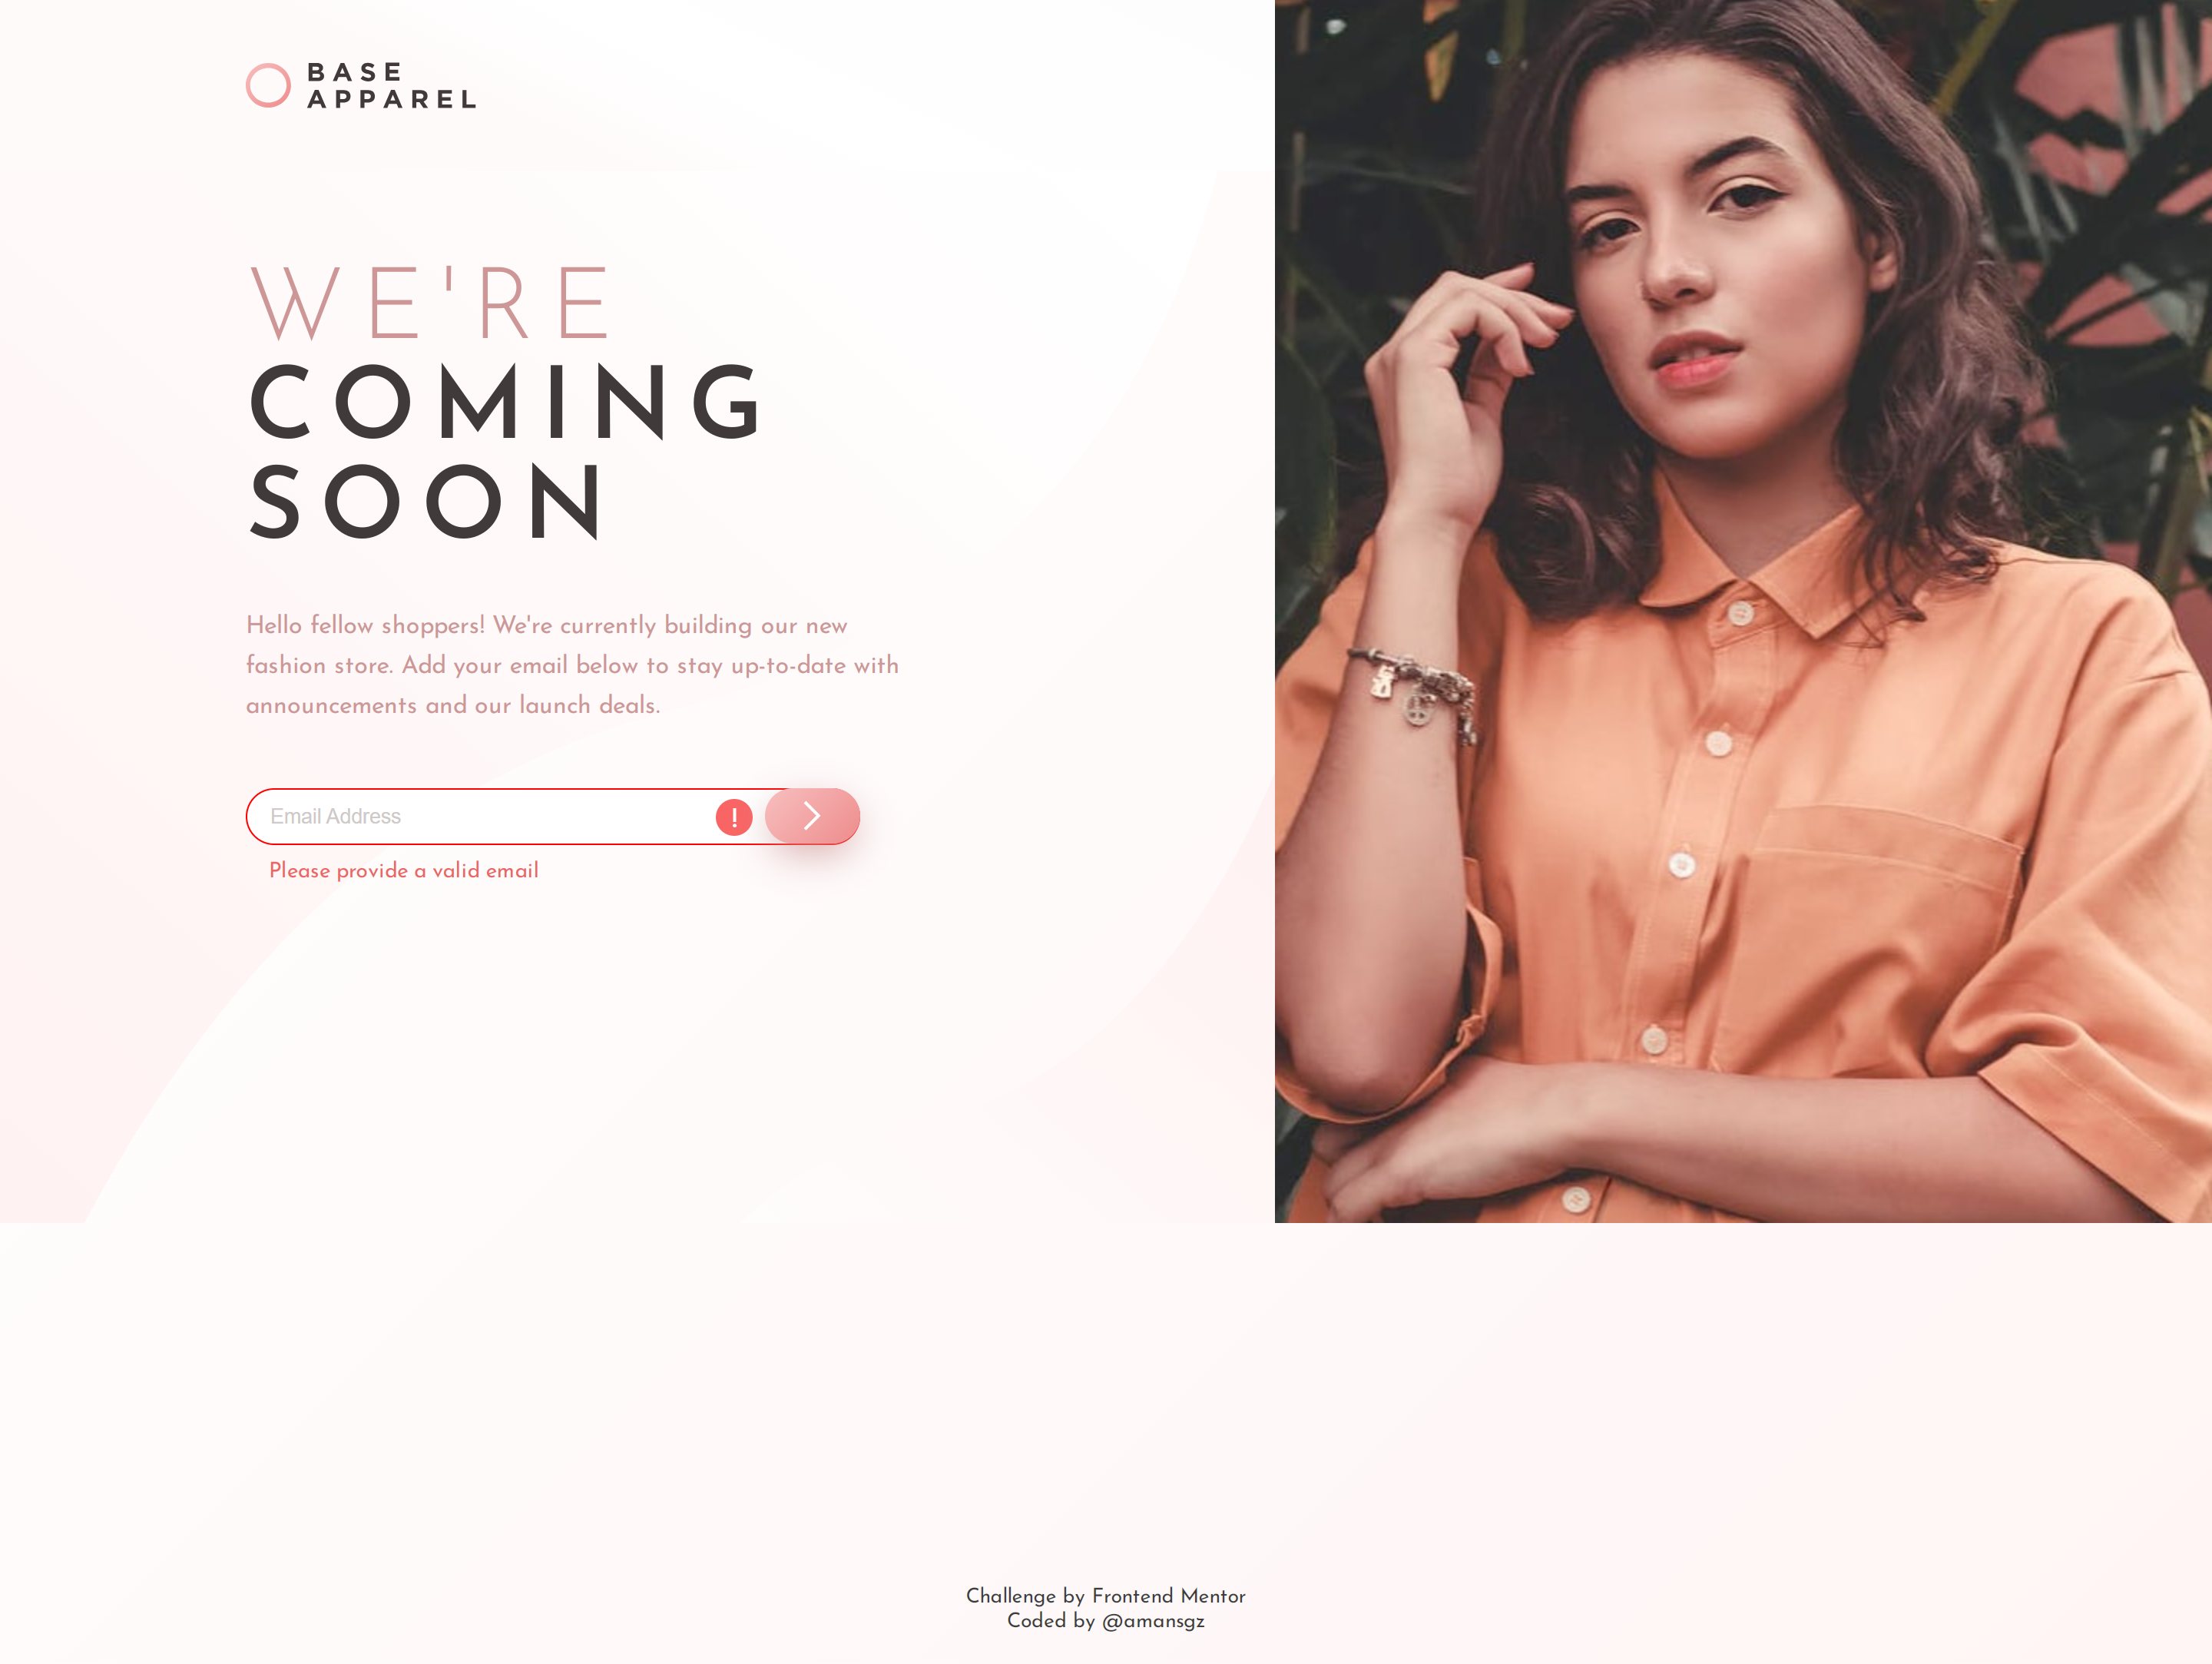 BASE
APPAREL
WE'RE
COMING
SOON
Hello fellow shoppers! We're currently building our new
fashion store. Add your email below to stay up-to-date with
announcements and our launch deals.
Email Address
!
Please provide a valid email
Challenge by Frontend Mentor
Coded by @amansgz